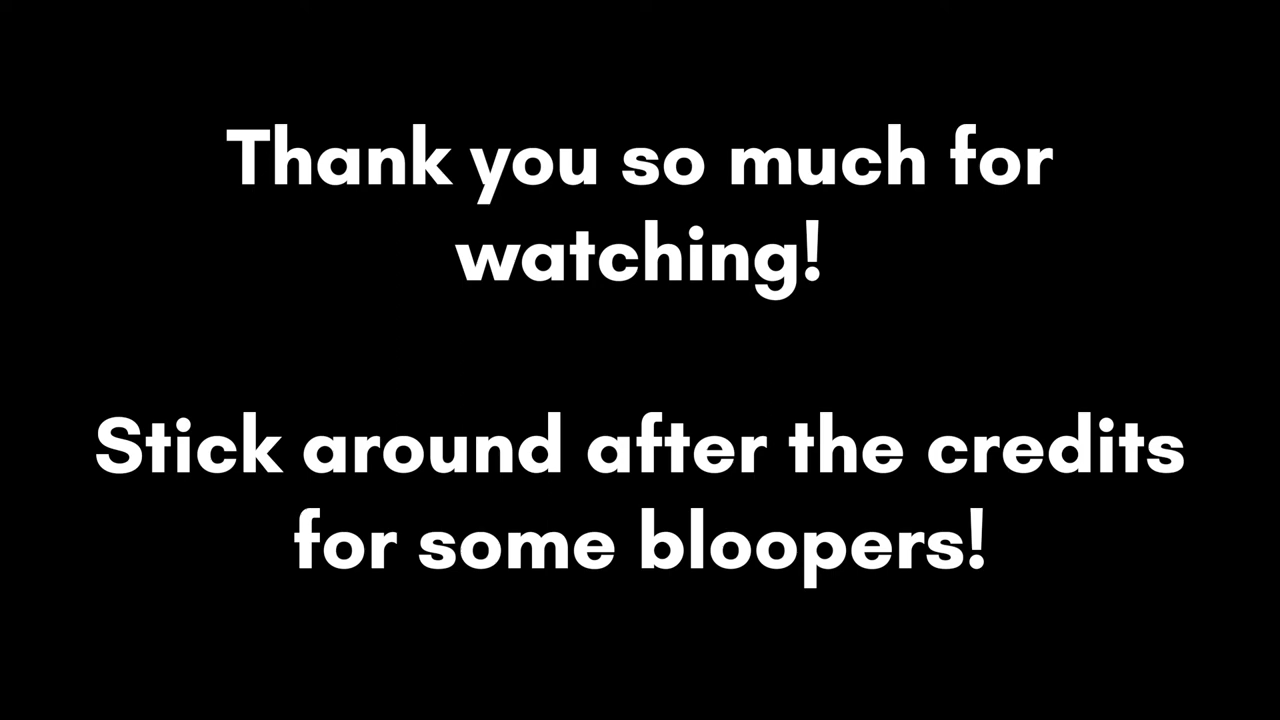 Thank you so much for
watching!
Stick around after the credits
for some bloopers!